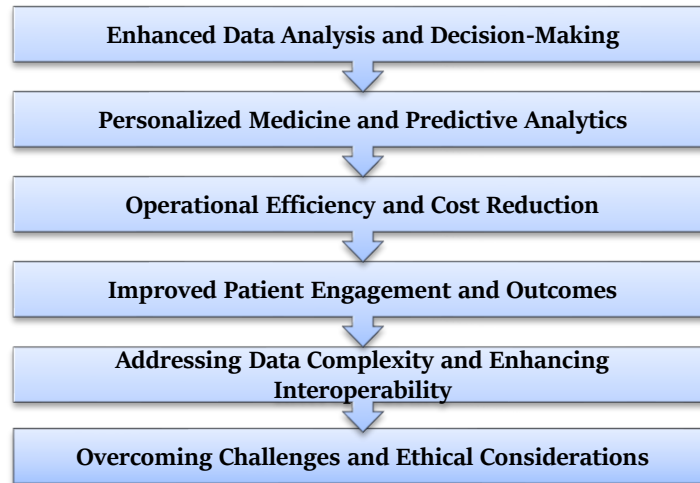 Enhanced Data Analysis and Decision-Making
Personalized Medicine and Predictive Analytics
Operational Efficiency and Cost Reduction
Improved Patient Engagement and Outcomes
Addressing Data Complexity and Enhancing
Interoperability
Overcoming Challenges and Ethical Considerations